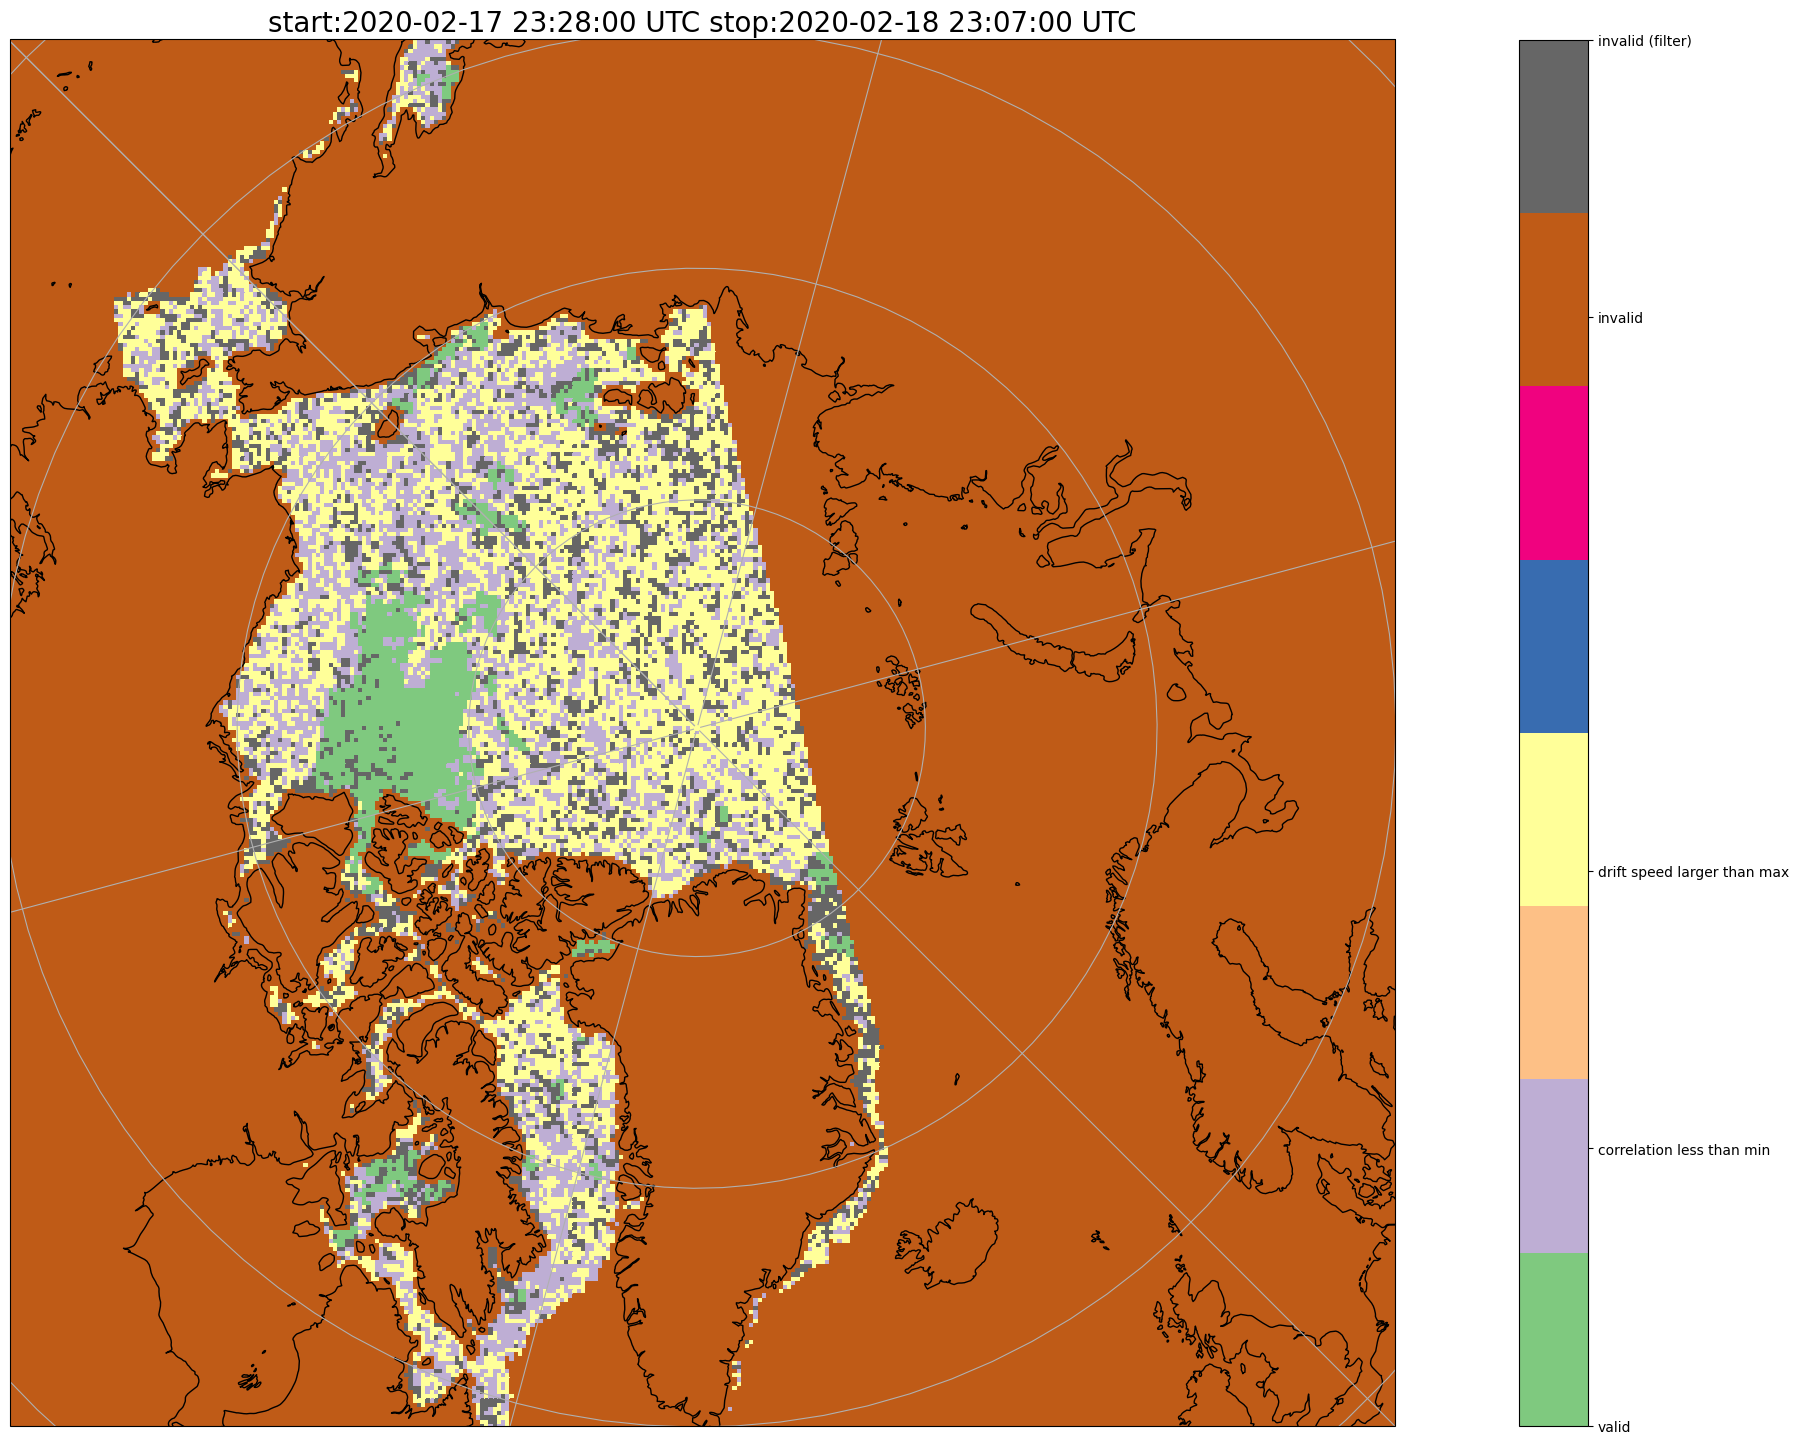 start:2020-02-17 23:28:00 UTC stop:2020-02-18 23:07:00 UTC
invalid (filter)
invalid
drift speed larger than max
correlation less than min
valid